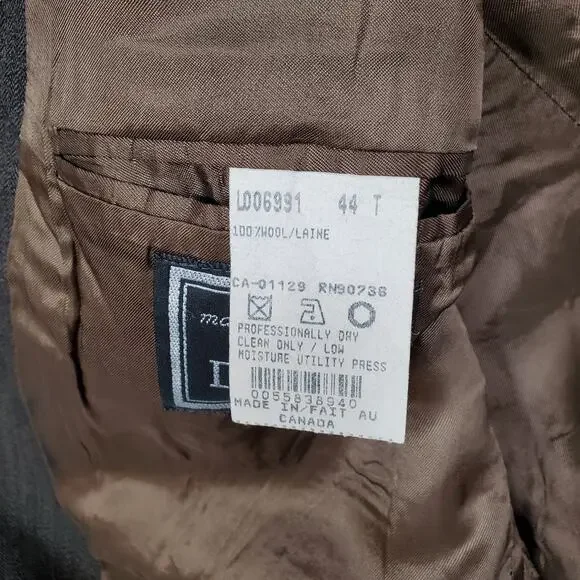 L006991 44 T
100%WOOL/LAINE
CA-01129 RN90736
PROFESSIONALLY DRY
CLEAN ONLY / LOW
MOISTURE UTILITY PRESS
0055838940
MADE IN/FAIT AU
CANADA